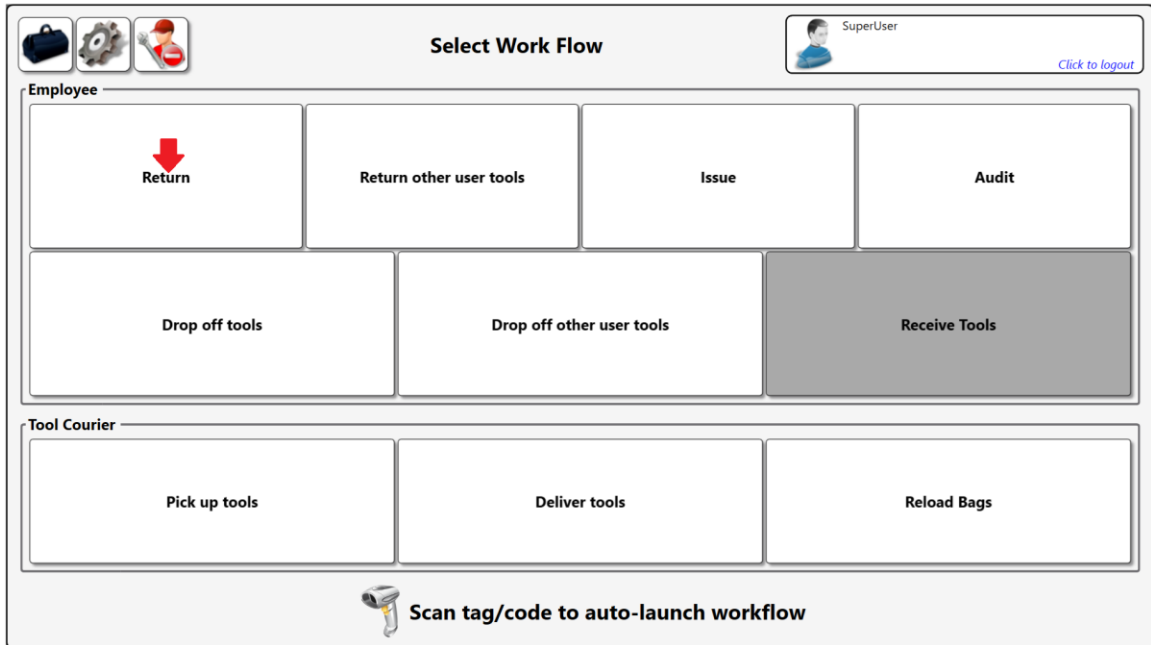 Select Work Flow
SuperUser
Click to logout
Employee
Return
Return other user tools
Issue
Audit
Drop off tools
Drop off other user tools
Receive Tools
Tool Courier
Pick up tools
Deliver tools
Reload Bags
Scan tag/code to auto-launch workflow